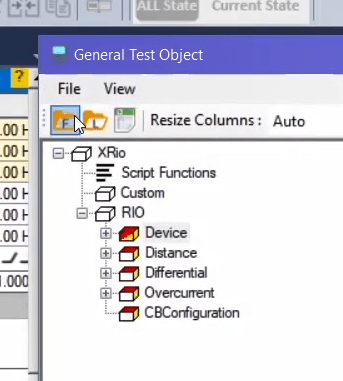 ALL State Current State
?
General Test Object
File View
F L Resize Columns : Auto
XRio
Script Functions
Custom
RIO
Device
Distance
Differential
Overcurrent
CBConfiguration
.00 H
.00 H
.00 H
.00 H
.00 H
.00 H
1.000